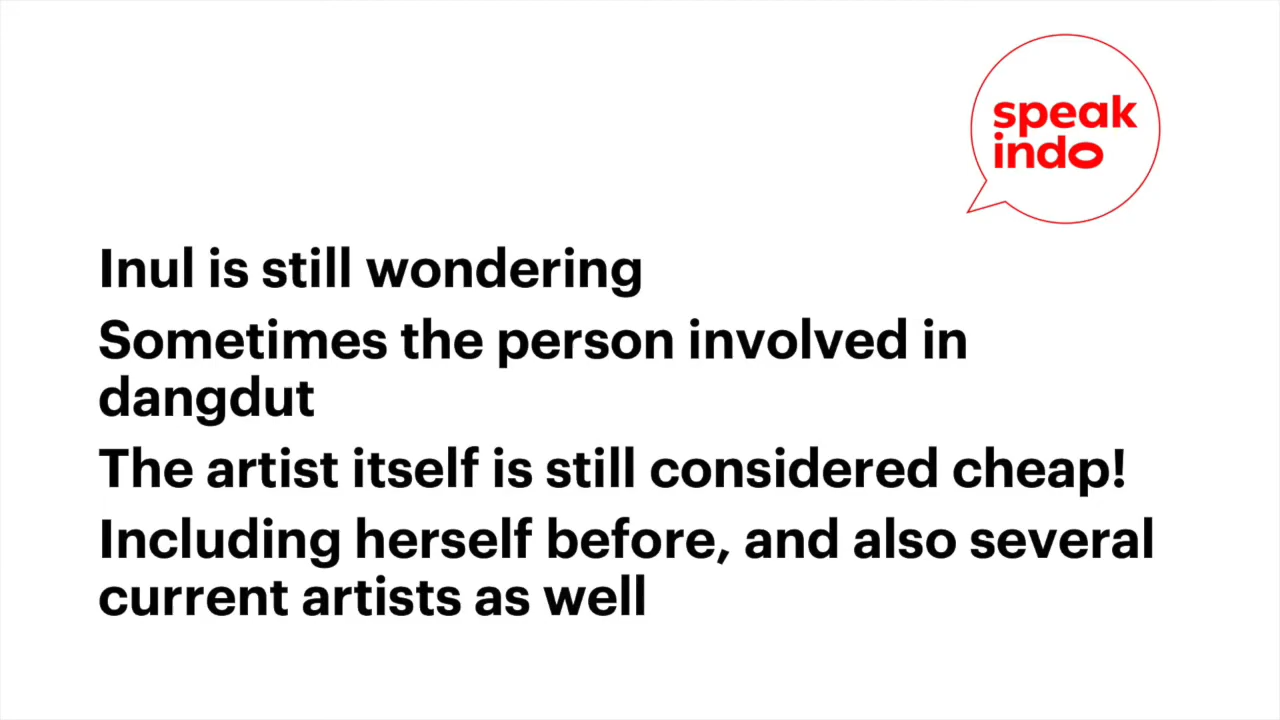 speak
indo
Inul is still wondering
Sometimes the person involved in
dangdut
The artist itself is still considered cheap!
Including herself before, and also several
current artists as well